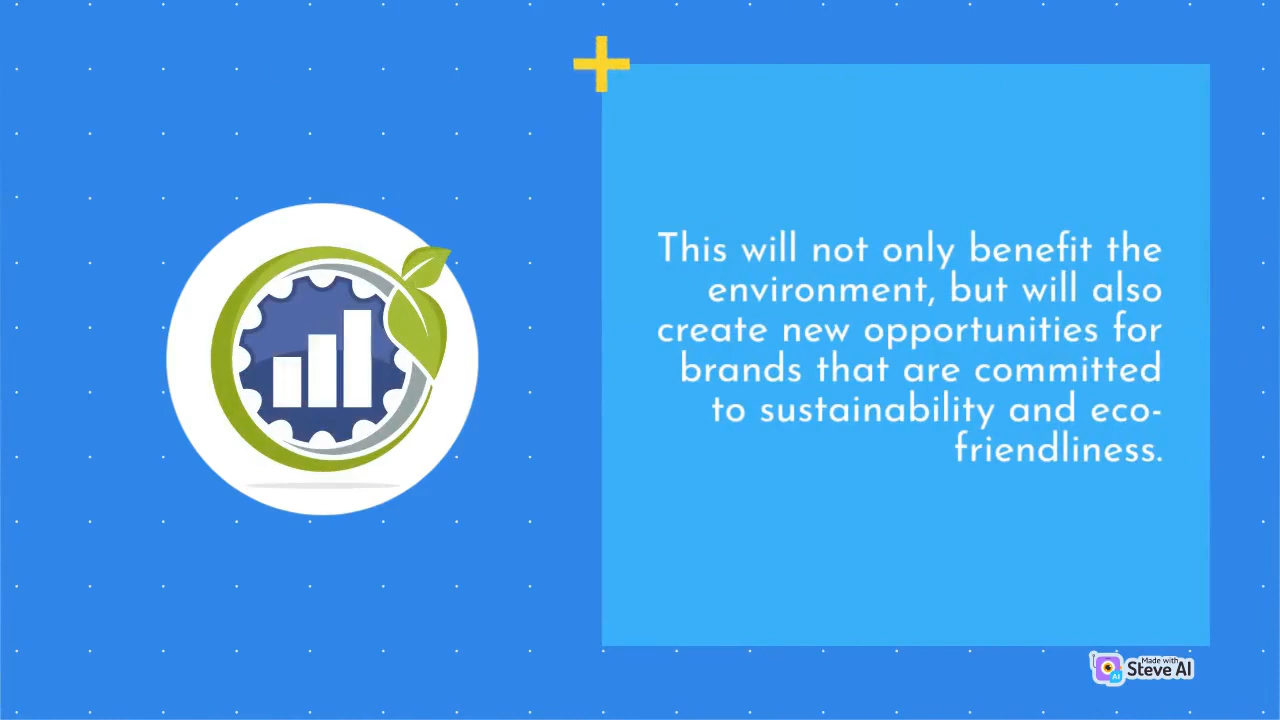 This will not only benefit the
environment, but will also
create new opportunities for
brands that are committed
to sustainability and eco-
friendliness.
Made with
Steve AI
AI